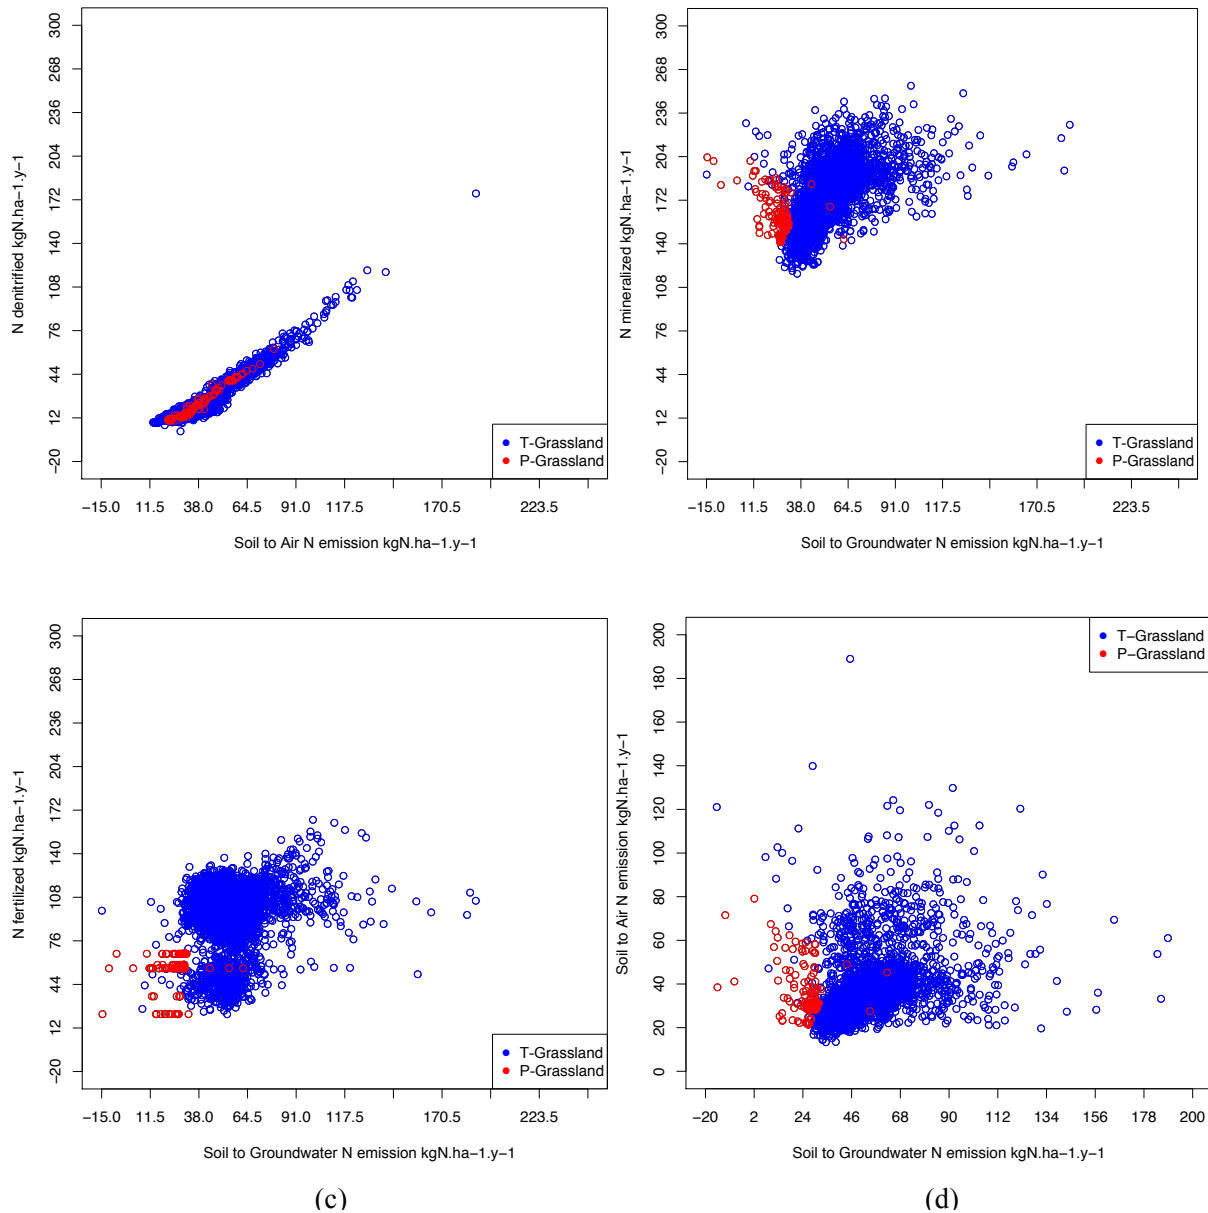 300
268
236
204
172
140
108
76
44
12
−20
N denitrified kgN.ha−1.y−1
−15.0 11.5 38.0 64.5 91.0 117.5 170.5 223.5
Soil to Air N emission kgN.ha−1.y−1
T-Grassland
P-Grassland
300
268
236
204
172
140
108
76
44
12
−20
N mineralized kgN.ha−1.y−1
−15.0 11.5 38.0 64.5 91.0 117.5 170.5 223.5
Soil to Groundwater N emission kgN.ha−1.y−1
T-Grassland
P-Grassland
300
268
236
204
172
140
108
76
44
12
−20
N fertilized kgN.ha−1.y−1
−15.0 11.5 38.0 64.5 91.0 117.5 170.5 223.5
Soil to Groundwater N emission kgN.ha−1.y−1
T-Grassland
P-Grassland
(c)
200
180
160
140
120
100
80
60
40
20
0
Soil to Air N emission kgN.ha−1.y−1
−20 2 24 46 68 90 112 134 156 178 200
Soil to Groundwater N emission kgN.ha−1.y−1
T−Grassland
P−Grassland
(d)